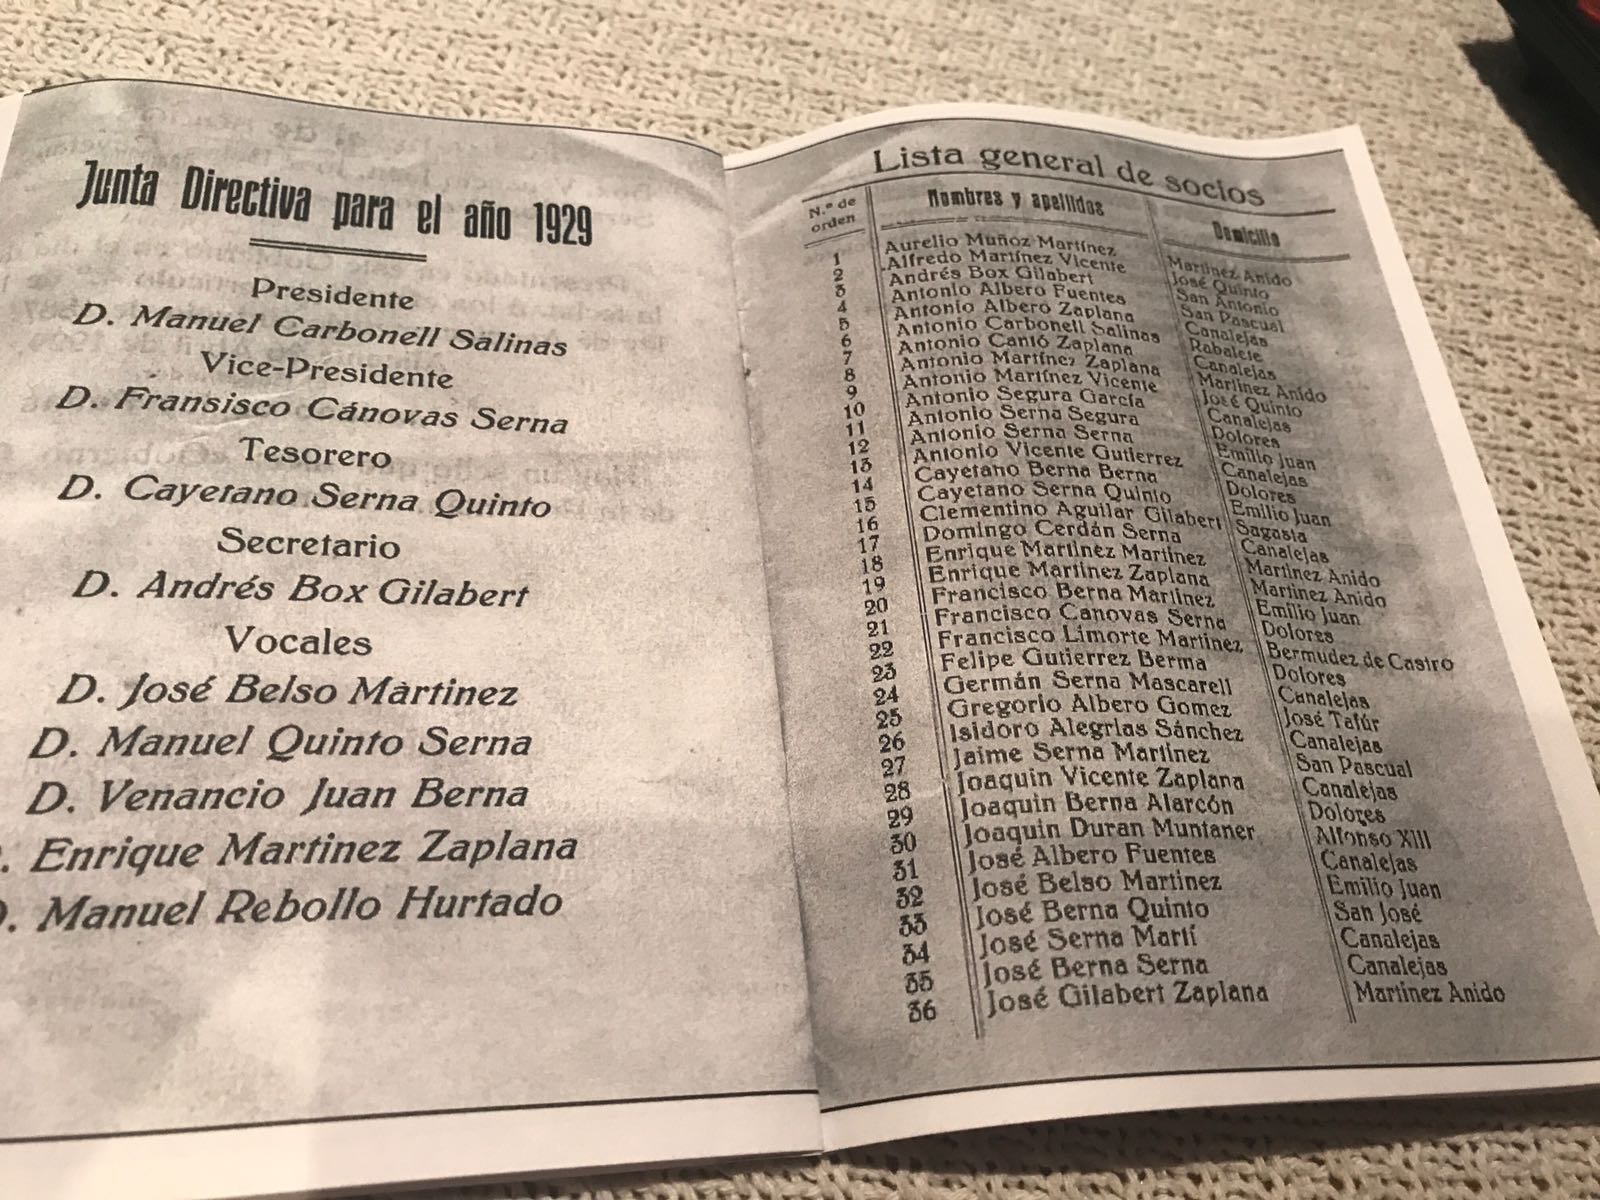 Junta Directiva para el año 1929
Presidente
D. Manuel Carbonell Salinas
Vice-Presidente
D. Fransisco Cánovas Serna
Tesorero
D. Cayetano Serna Quinto
Secretario
D. Andrés Box Gilabert
Vocales
D. José Belso Màrtinez
D. Manuel Quinto Serna
D. Venancio Juan Berna
D. Enrique Martinez Zaplana
D. Manuel Rebollo Hurtado
Lista general de socios
N.º de orden Nombres y apellidos Domicilio
1 Aurelio Muñoz Martínez Martinez Anido
2 Alfredo Martínez Vicente José Quinto
3 Andrés Box Gilabert San Antonio
4 Antonio Albero Fuentes San Pascual
5 Antonio Albero Zaplana Canalejas
6 Antonio Carbonell Salinas Rabalete
7 Antonio Cantó Zaplana Canalejas
8 Antonio Martínez Zaplana Martinez Anido
9 Antonio Martínez Vicente José Quinto
10 Antonio Segura García Canalejas
11 Antonio Serna Segura Dolores
12 Antonio Serna Serna Emilio Juan
13 Antonio Vicente Gutierrez Canalejas
14 Cayetano Berna Berna Dolores
15 Cayetano Serna Quinto Emilio Juan
16 Clementino Aguilar Gilabert Sagasta
17 Domingo Cerdán Serna Canalejas
18 Enrique Martinez Martinez Martinez Anido
19 Enrique Martinez Zaplana Martinez Anido
20 Francisco Berna Martinez Emilio Juan
21 Francisco Canovas Serna Dolores
22 Francisco Limorte Martinez Bermudez de Castro
23 Felipe Gutierrez Berma Dolores
24 Germán Serna Mascarell Canalejas
25 Gregorio Albero Gomez José Tafúr
26 Isidoro Alegrias Sánchez Canalejas
27 Jaime Serna Martinez San Pascual
28 Joaquin Vicente Zaplana Canalejas
29 Joaquin Berna Alarcón Dolores
30 Joaquin Duran Muntaner Alfonso XIII
31 José Albero Fuentes Canalejas
32 José Belso Martinez Emilio Juan
33 José Berna Quinto San José
34 José Serna Martí Canalejas
35 José Berna Serna Canalejas
36 José Gilabert Zaplana Martinez Anido